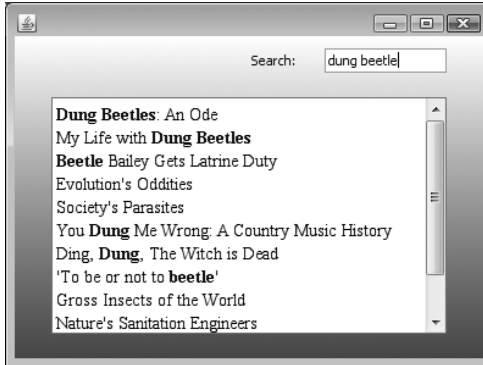 Search: dung beetle
Dung Beetles: An Ode
My Life with Dung Beetles
Beetle Bailey Gets Latrine Duty
Evolution's Oddities
Society's Parasites
You Dung Me Wrong: A Country Music History
Ding, Dung, The Witch is Dead
'To be or not to beetle'
Gross Insects of the World
Nature's Sanitation Engineers